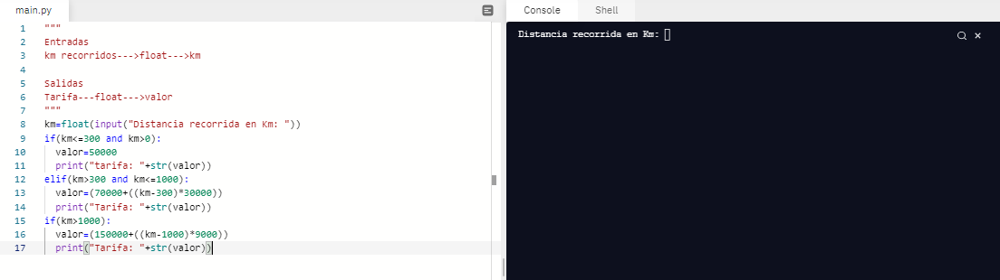 main.py
1 """
2 Entradas
3 km recorridos--->float--->km
4
5 Salidas
6 Tarifa---float--->valor
7 """
8 km=float(input("Distancia recorrida en Km: "))
9 if(km<=300 and km>0):
10 valor=50000
11 print("tarifa: "+str(valor))
12 elif(km>300 and km<=1000):
13 valor=(70000+((km-300)*30000))
14 print("Tarifa: "+str(valor))
15 if(km>1000):
16 valor=(150000+((km-1000)*9000))
17 print("Tarifa: "+str(valor))
Console Shell
Distancia recorrida en Km: